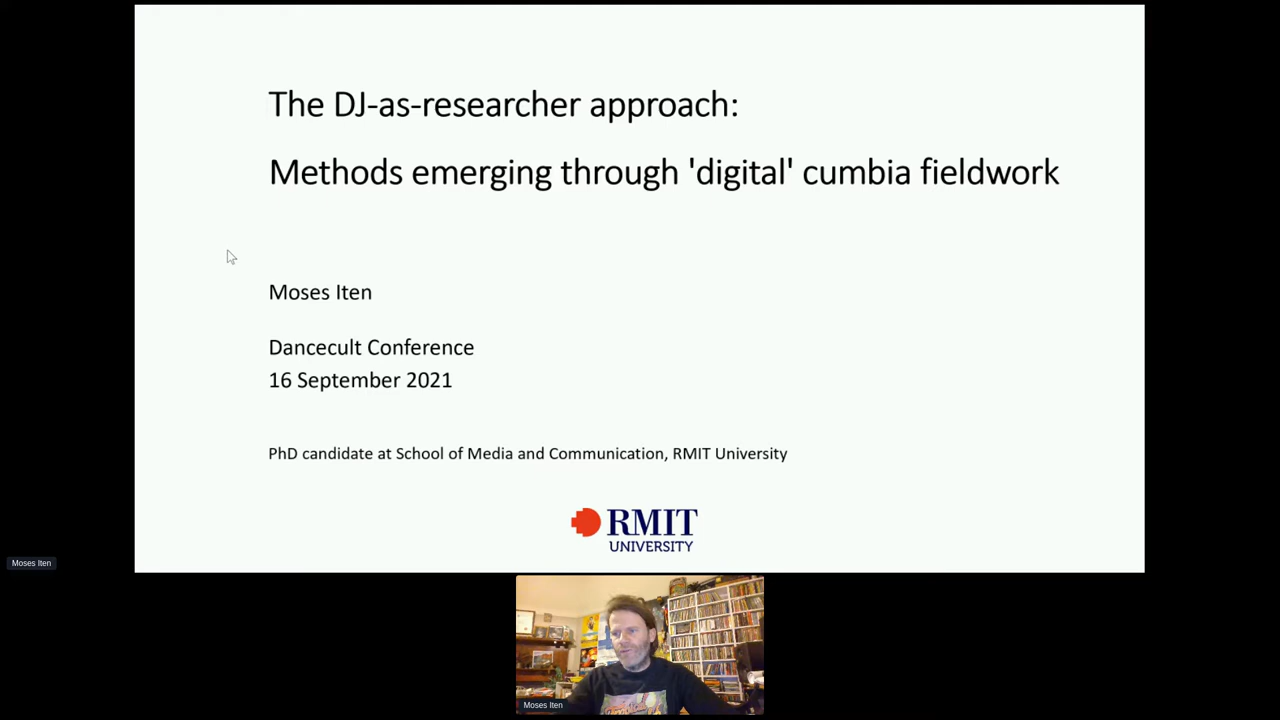 The DJ-as-researcher approach:
Methods emerging through 'digital' cumbia fieldwork
Moses Iten
Dancecult Conference
16 September 2021
PhD candidate at School of Media and Communication, RMIT University
RMIT
UNIVERSITY
Moses Iten
Moses Iten